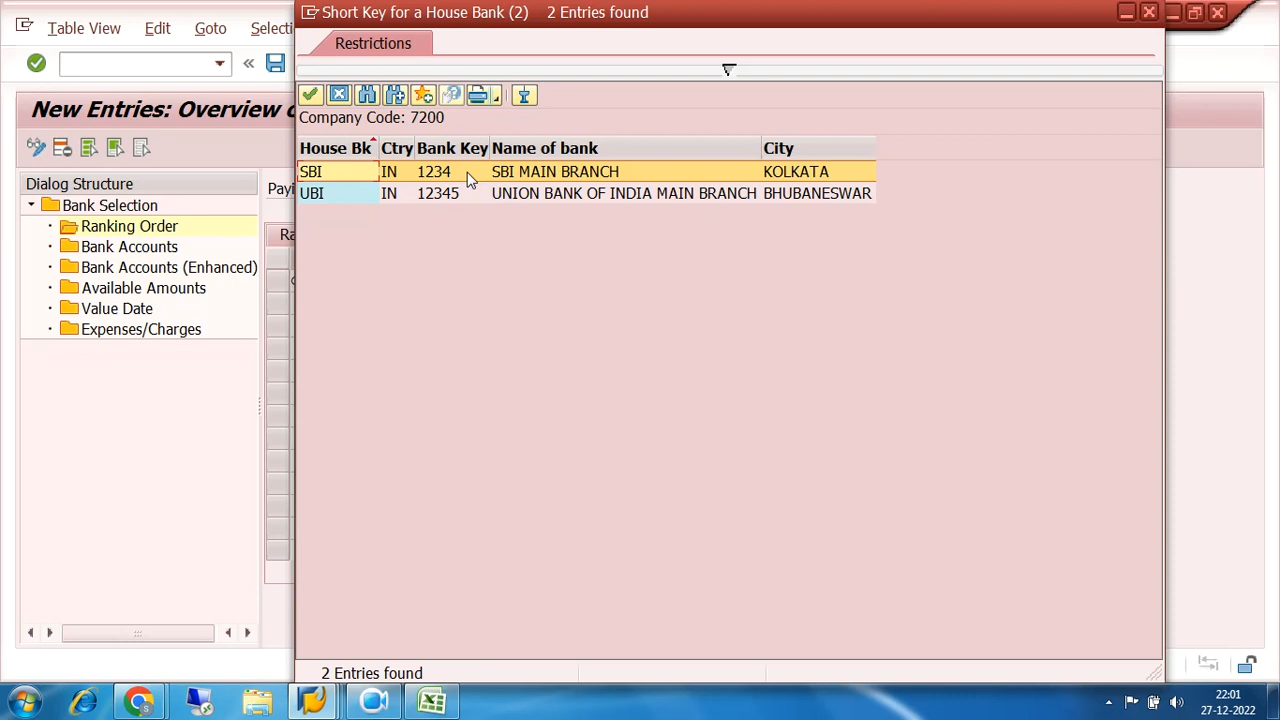 Short Key for a House Bank (2) 2 Entries found
Table View Edit Goto Selecti
Restrictions
New Entries: Overview o
Company Code: 7200
House Bk Ctry Bank Key Name of bank City
SBI IN 1234 SBI MAIN BRANCH KOLKATA
UBI IN 12345 UNION BANK OF INDIA MAIN BRANCH BHUBANESWAR
Dialog Structure
Bank Selection
Ranking Order
Bank Accounts
Bank Accounts (Enhanced)
Available Amounts
Value Date
Expenses/Charges
Payi
Ra
2 Entries found
22:01
27-12-2022